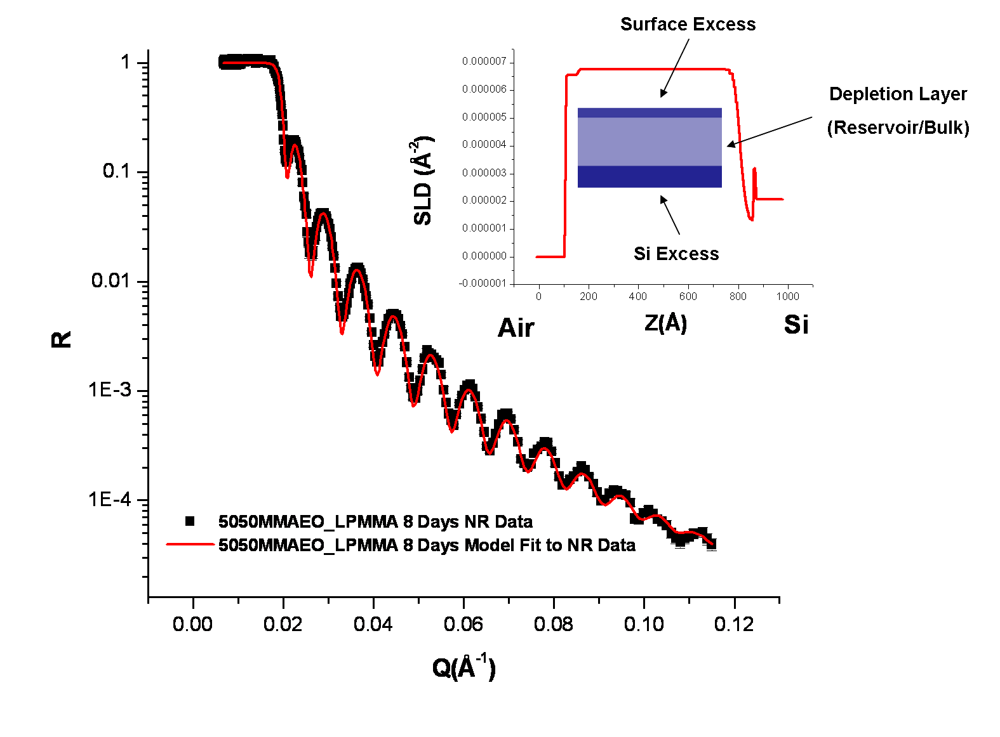 Surface Excess
0.000007
0.000006
0.000005
0.000004
0.000003
0.000002
0.000001
0.000000
-0.000001
SLD (Å⁻²)
Depletion Layer
(Reservoir/Bulk)
Si Excess
0 200 400 600 800 1000
Air Z(Å) Si
1
0.1
0.01
1E-3
1E-4
R
5050MMAEO_LPMMA 8 Days NR Data
5050MMAEO_LPMMA 8 Days Model Fit to NR Data
0.00 0.02 0.04 0.06 0.08 0.10 0.12
Q(Å⁻¹)